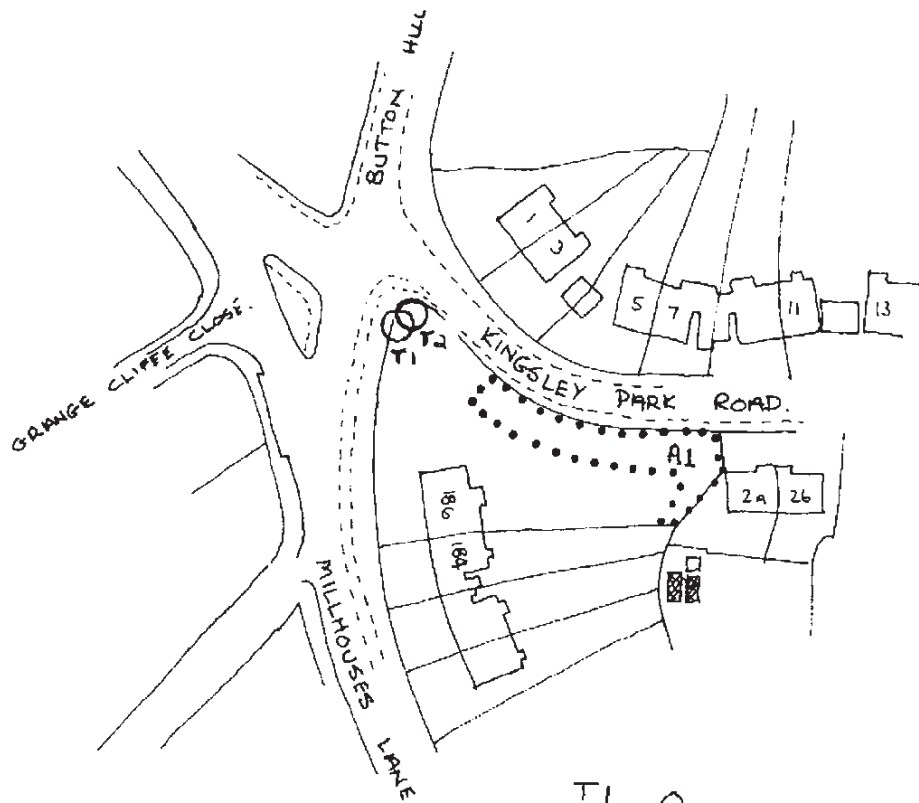 BUTTON HILL
GRANGE CLIFFE CLOSE.
1
3
5
7
11
13
T1
T2
KINGSLEY PARK ROAD.
A1
2A
26
186
184
MILLHOUSES LANE